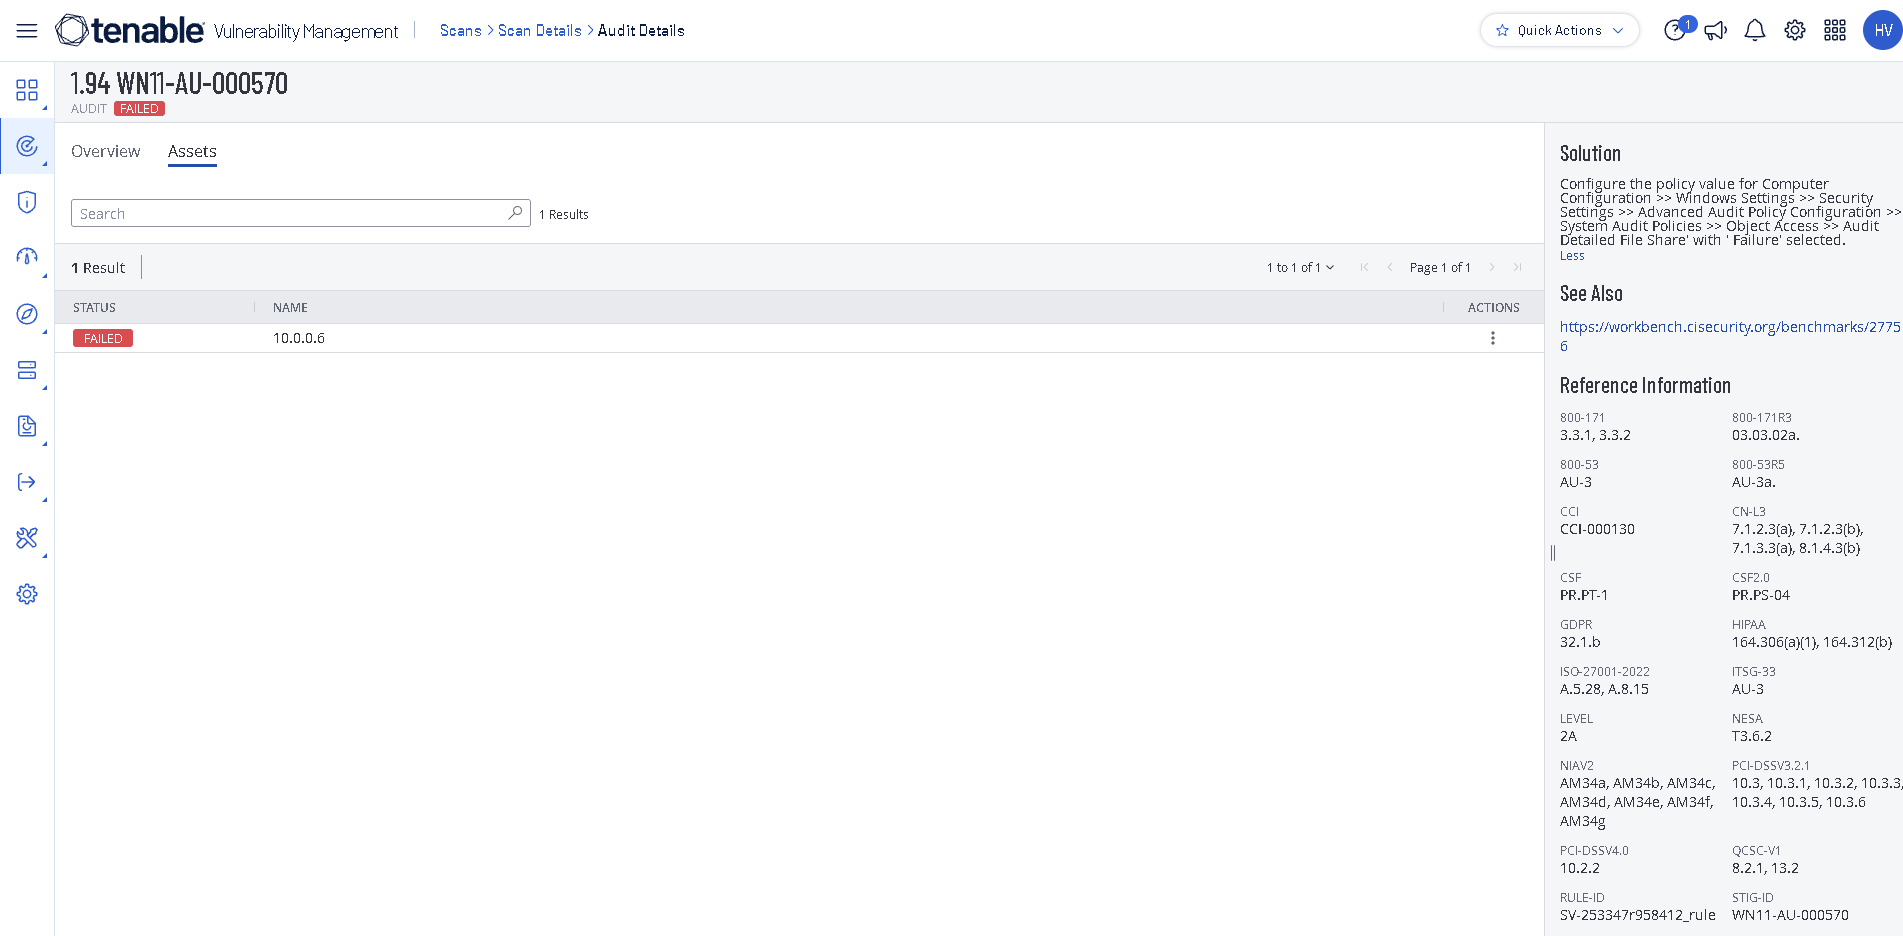 tenable Vulnerability Management
Scans > Scan Details > Audit Details
Quick Actions
1
HV
1.94 WN11-AU-000570
AUDIT FAILED
Overview Assets
Search
1 Results
1 Result
1 to 1 of 1
Page 1 of 1
STATUS NAME ACTIONS
FAILED 10.0.0.6
Solution
Configure the policy value for Computer
Configuration >> Windows Settings >> Security
Settings >> Advanced Audit Policy Configuration >>
System Audit Policies >> Object Access >> Audit
Detailed File Share' with ' Failure' selected.
Less
See Also
https://workbench.cisecurity.org/benchmarks/2775
6
Reference Information
800-171 800-171R3
3.3.1, 3.3.2 03.03.02a.
800-53 800-53R5
AU-3 AU-3a.
CCI CN-L3
CCI-000130 7.1.2.3(a), 7.1.2.3(b),
7.1.3.3(a), 8.1.4.3(b)
CSF CSF2.0
PR.PT-1 PR.PS-04
GDPR HIPAA
32.1.b 164.306(a)(1), 164.312(b)
ISO-27001-2022 ITSG-33
A.5.28, A.8.15 AU-3
LEVEL NESA
2A T3.6.2
NIAV2 PCI-DSSV3.2.1
AM34a, AM34b, AM34c, 10.3, 10.3.1, 10.3.2, 10.3.3,
AM34d, AM34e, AM34f, 10.3.4, 10.3.5, 10.3.6
AM34g
PCI-DSSV4.0 QCSC-V1
10.2.2 8.2.1, 13.2
RULE-ID STIG-ID
SV-253347r958412_rule WN11-AU-000570